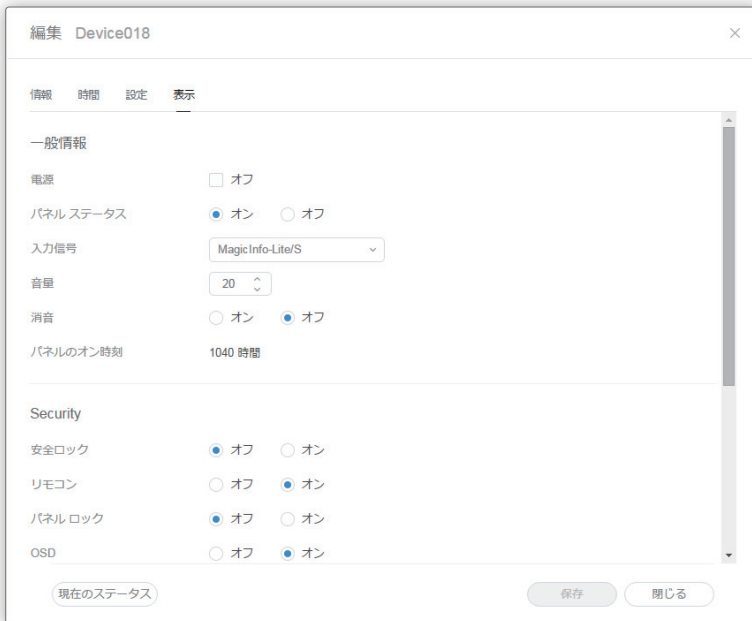 編集 Device018
情報 時間 設定 表示
一般情報
電源 オフ
パネル ステータス オン オフ
入力信号 MagicInfo-Lite/S
音量 20
消音 オン オフ
パネルのオン時刻 1040 時間
Security
安全ロック オフ オン
リモコン オフ オン
パネル ロック オフ オン
OSD オフ オン
現在のステータス 保存 閉じる